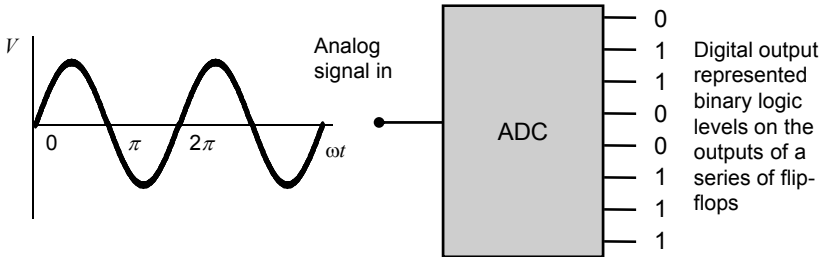 V
0
π
2π
ωt
Analog
signal in
ADC
0
1
1
0
0
1
1
1
Digital output
represented
binary logic
levels on the
outputs of a
series of flip-
flops